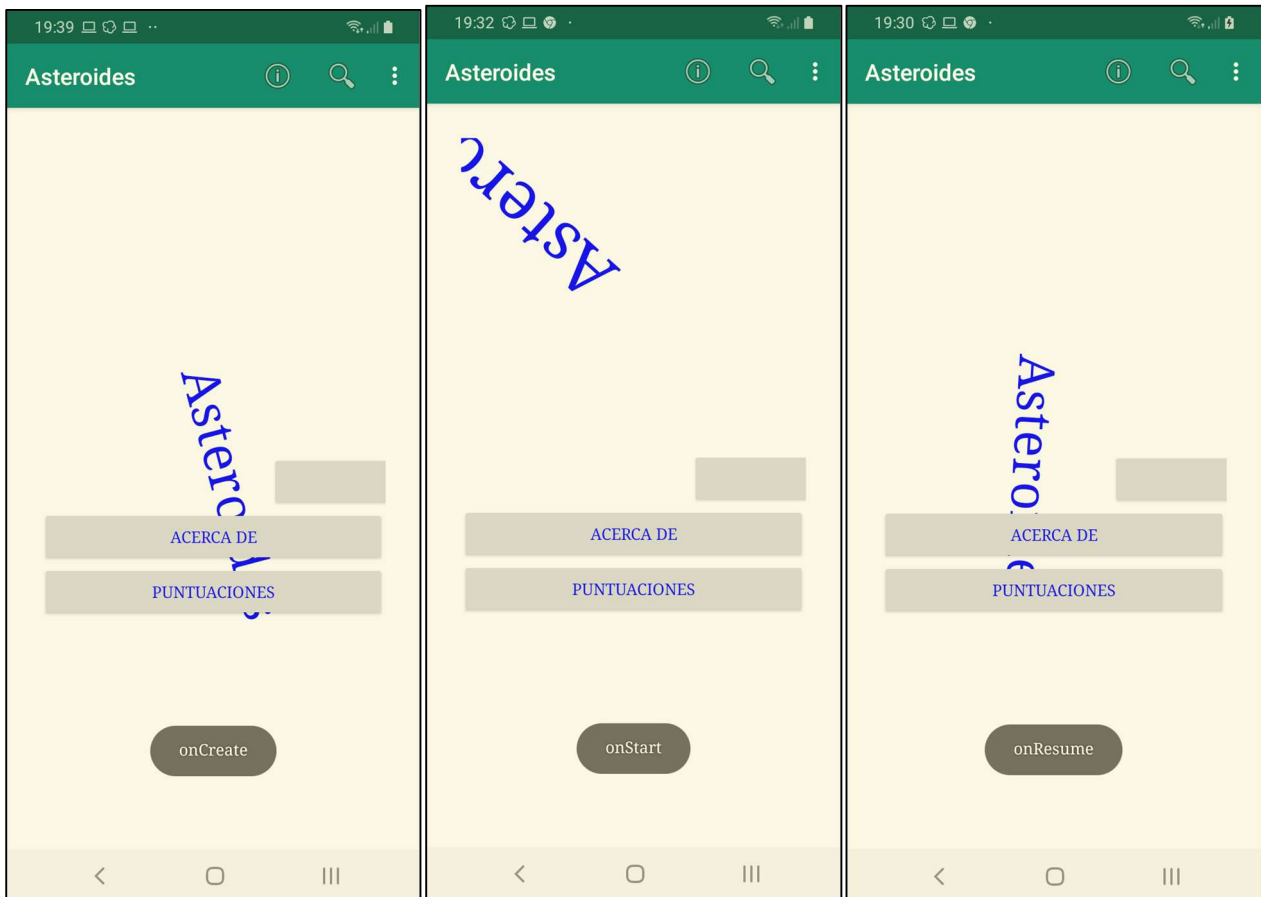 19:39
Asteroides
Astero
ACERCA DE
PUNTUACIONES
onCreate
19:32
Asteroides
Astero
ACERCA DE
PUNTUACIONES
onStart
19:30
Asteroides
Astero
ACERCA DE
PUNTUACIONES
onResume